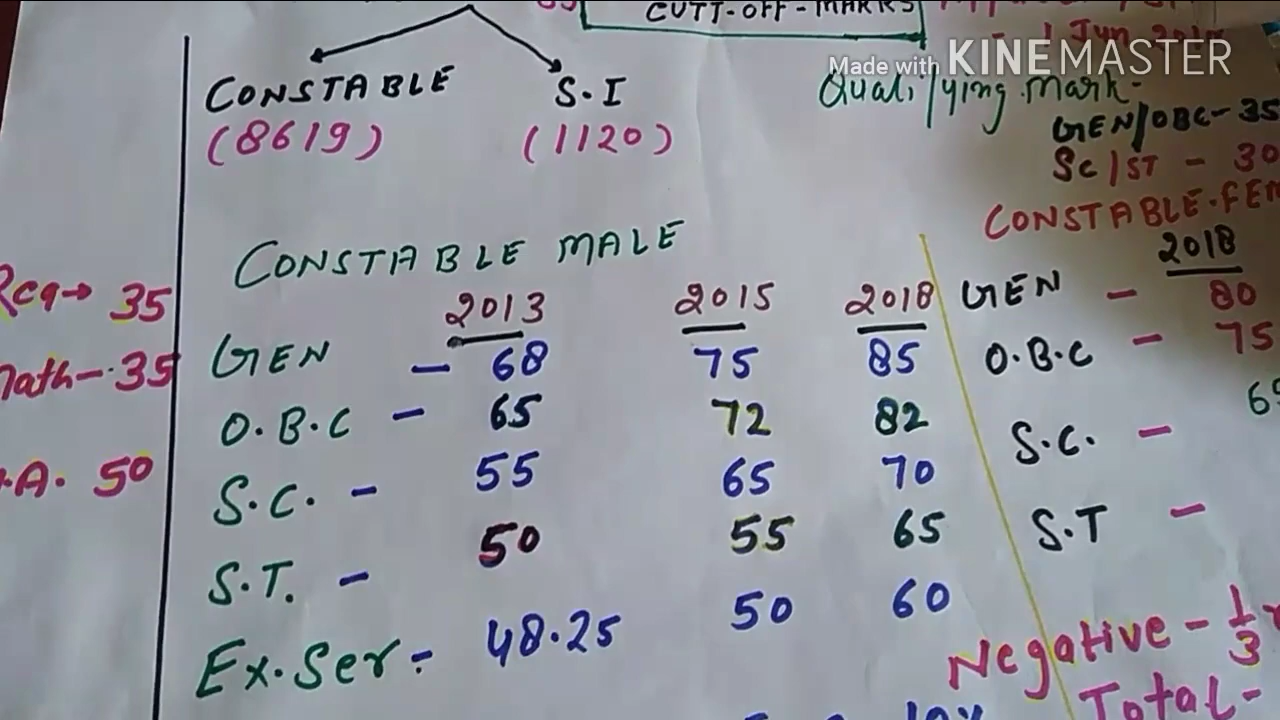 CUTT-OFF-MARKS
Made with KINEMASTER
CONSTABLE S.I
(8619) (1120)
Qualifying Mark-
GEN/OBC-35
SC/ST - 30
CONSTABLE MALE
2013 2015 2018
GEN - 68 75 85
O.B.C - 65 72 82
S.C. - 55 65 70
S.T. - 50 55 65
Ex.Ser - 48.25 50 60
35
Math-35
.A. 50
CONSTABLE.FEM
2018
GEN - 80
O.B.C - 75
S.C. -
S.T -
Negative - 1/3
Total-